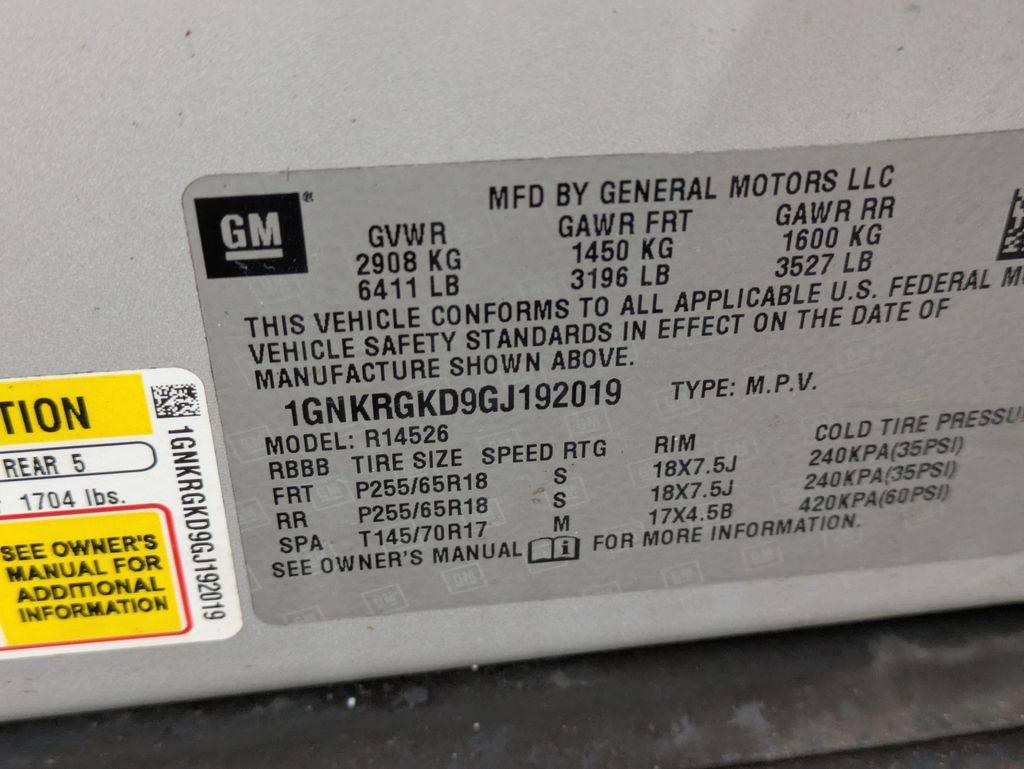 GM®
MFD BY GENERAL MOTORS LLC
GVWR GAWR FRT GAWR RR
2908 KG 1450 KG 1600 KG
6411 LB 3196 LB 3527 LB
THIS VEHICLE CONFORMS TO ALL APPLICABLE U.S. FEDERAL M
VEHICLE SAFETY STANDARDS IN EFFECT ON THE DATE OF
MANUFACTURE SHOWN ABOVE.
1GNKRGKD9GJ192019 TYPE: M.P.V.
MODEL: R14526
RBBB TIRE SIZE SPEED RTG RIM COLD TIRE PRESSU
FRT P255/65R18 S 18X7.5J 240KPA(35PSI)
RR P255/65R18 S 18X7.5J 240KPA(35PSI)
SPA T145/70R17 M 17X4.5B 420KPA(60PSI)
SEE OWNER'S MANUAL FOR MORE INFORMATION.
TION
REAR 5
1704 lbs.
SEE OWNER'S
MANUAL FOR
ADDITIONAL
INFORMATION
1GNKRGKD9GJ192019